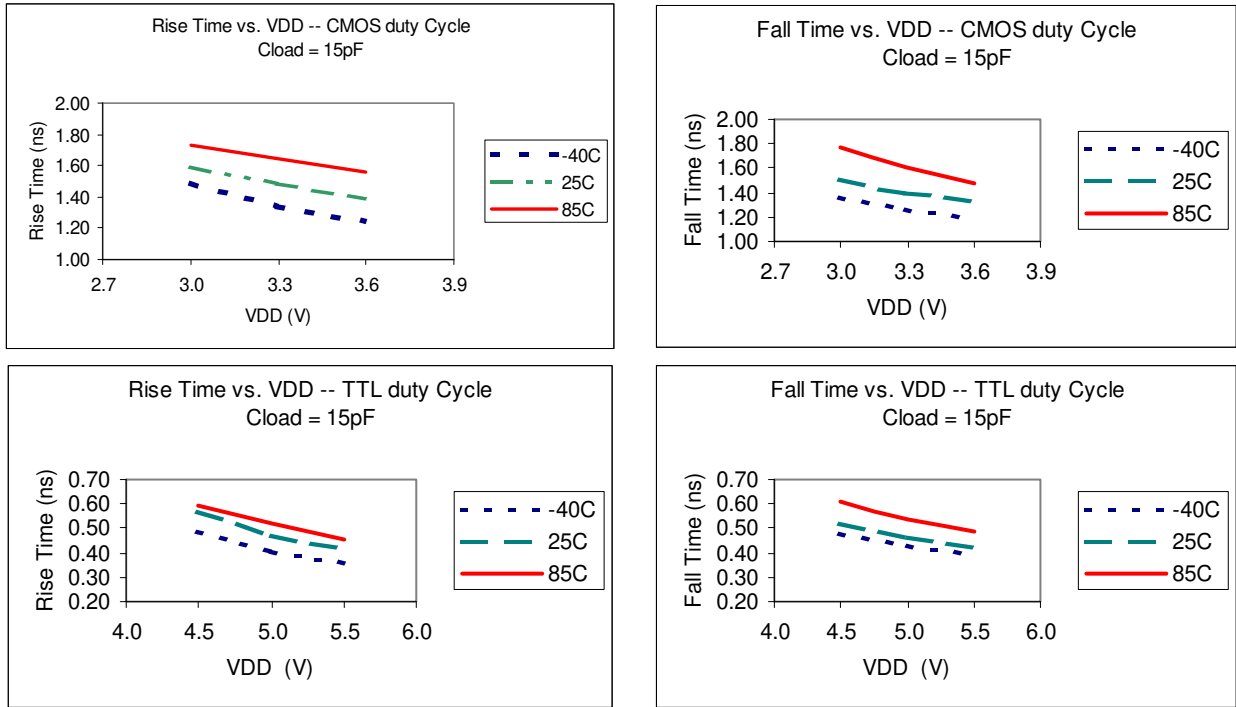 Rise Time vs. VDD -- CMOS duty Cycle
Cload = 15pF
Rise Time (ns)
2.00
1.80
1.60
1.40
1.20
1.00
2.7 3.0 3.3 3.6 3.9
VDD (V)
-40C
25C
85C
Fall Time vs. VDD -- CMOS duty Cycle
Cload = 15pF
Fall Time (ns)
2.00
1.80
1.60
1.40
1.20
1.00
2.7 3.0 3.3 3.6 3.9
VDD (V)
-40C
25C
85C
Rise Time vs. VDD -- TTL duty Cycle
Cload = 15pF
Rise Time (ns)
0.70
0.60
0.50
0.40
0.30
0.20
4.0 4.5 5.0 5.5 6.0
VDD (V)
-40C
25C
85C
Fall Time vs. VDD -- TTL duty Cycle
Cload = 15pF
Fall Time (ns)
0.70
0.60
0.50
0.40
0.30
0.20
4.0 4.5 5.0 5.5 6.0
VDD (V)
-40C
25C
85C